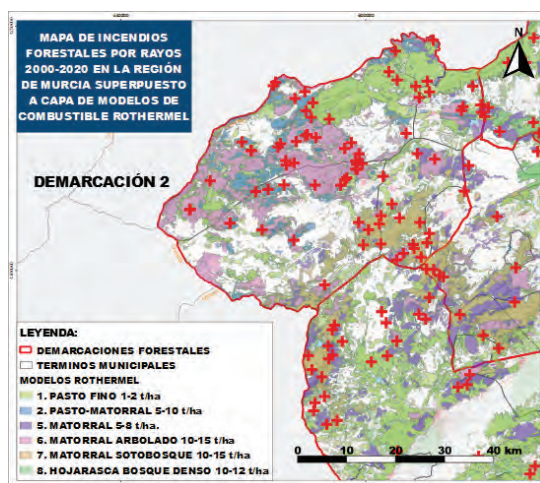 MAPA DE INCENDIOS
FORESTALES POR RAYOS
2000-2020 EN LA REGIÓN
DE MURCIA SUPERPUESTO
A CAPA DE MODELOS DE
COMBUSTIBLE ROTHERMEL
N
DEMARCACIÓN 2
LEYENDA:
DEMARCACIONES FORESTALES
TERMINOS MUNICIPALES
MODELOS ROTHERMEL
1. PASTO FINO 1-2 t/ha
2. PASTO-MATORRAL 5-10 t/ha
5. MATORRAL 5-8 t/ha.
6. MATORRAL ARBOLADO 10-15 t/ha
7. MATORRAL SOTOBOSQUE 10-15 t/ha
8. HOJARASCA BOSQUE DENSO 10-12 t/ha
0 10 20 30 40 km